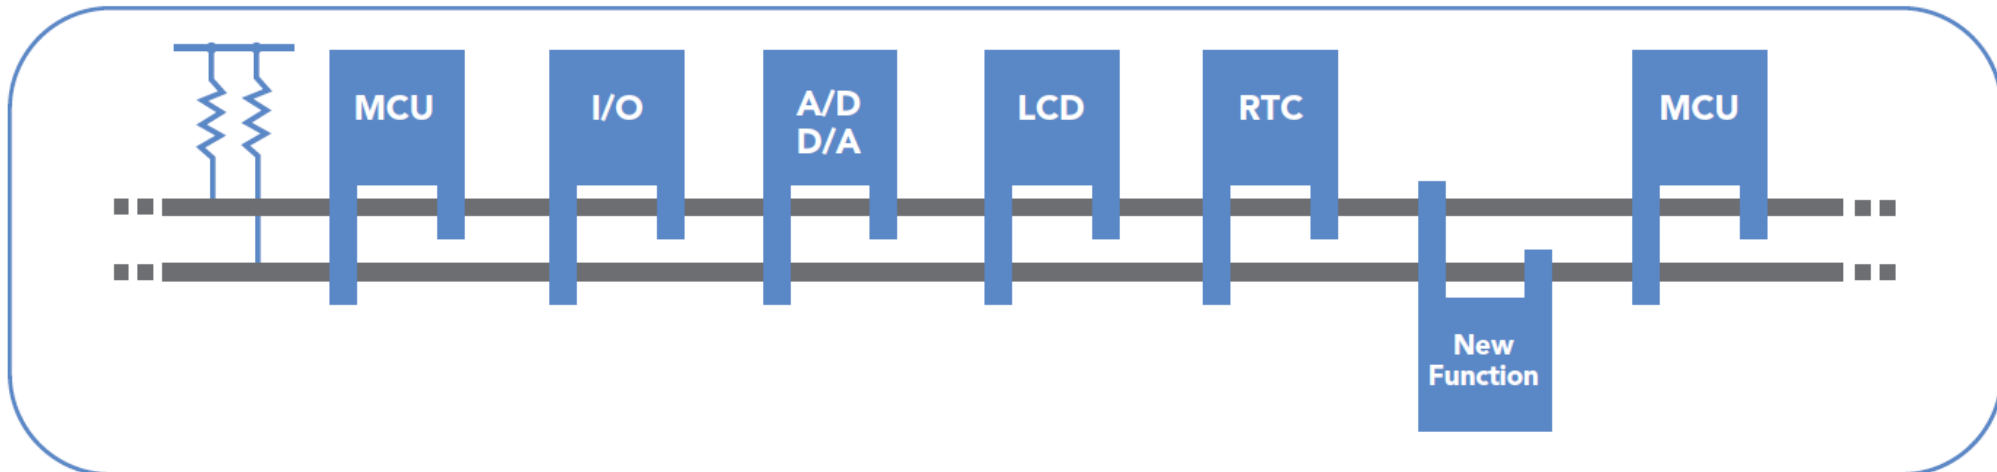 MCU
I/O
A/D
D/A
LCD
RTC
MCU
New
Function